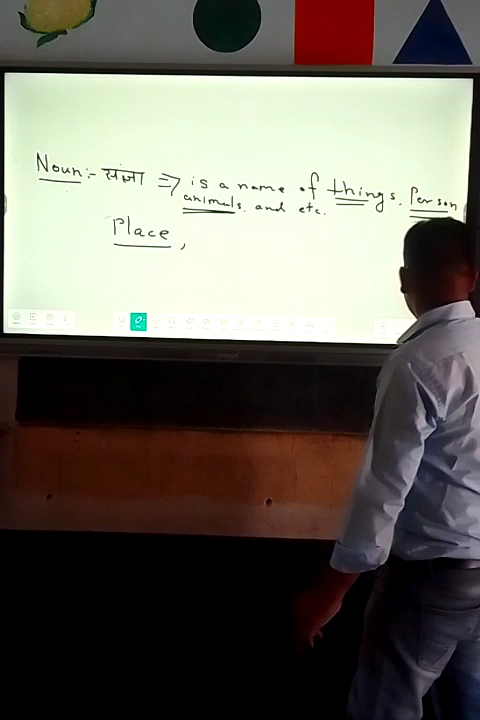 Noun:- संज्ञा => is a name of things, Person
animals, and etc.
Place,